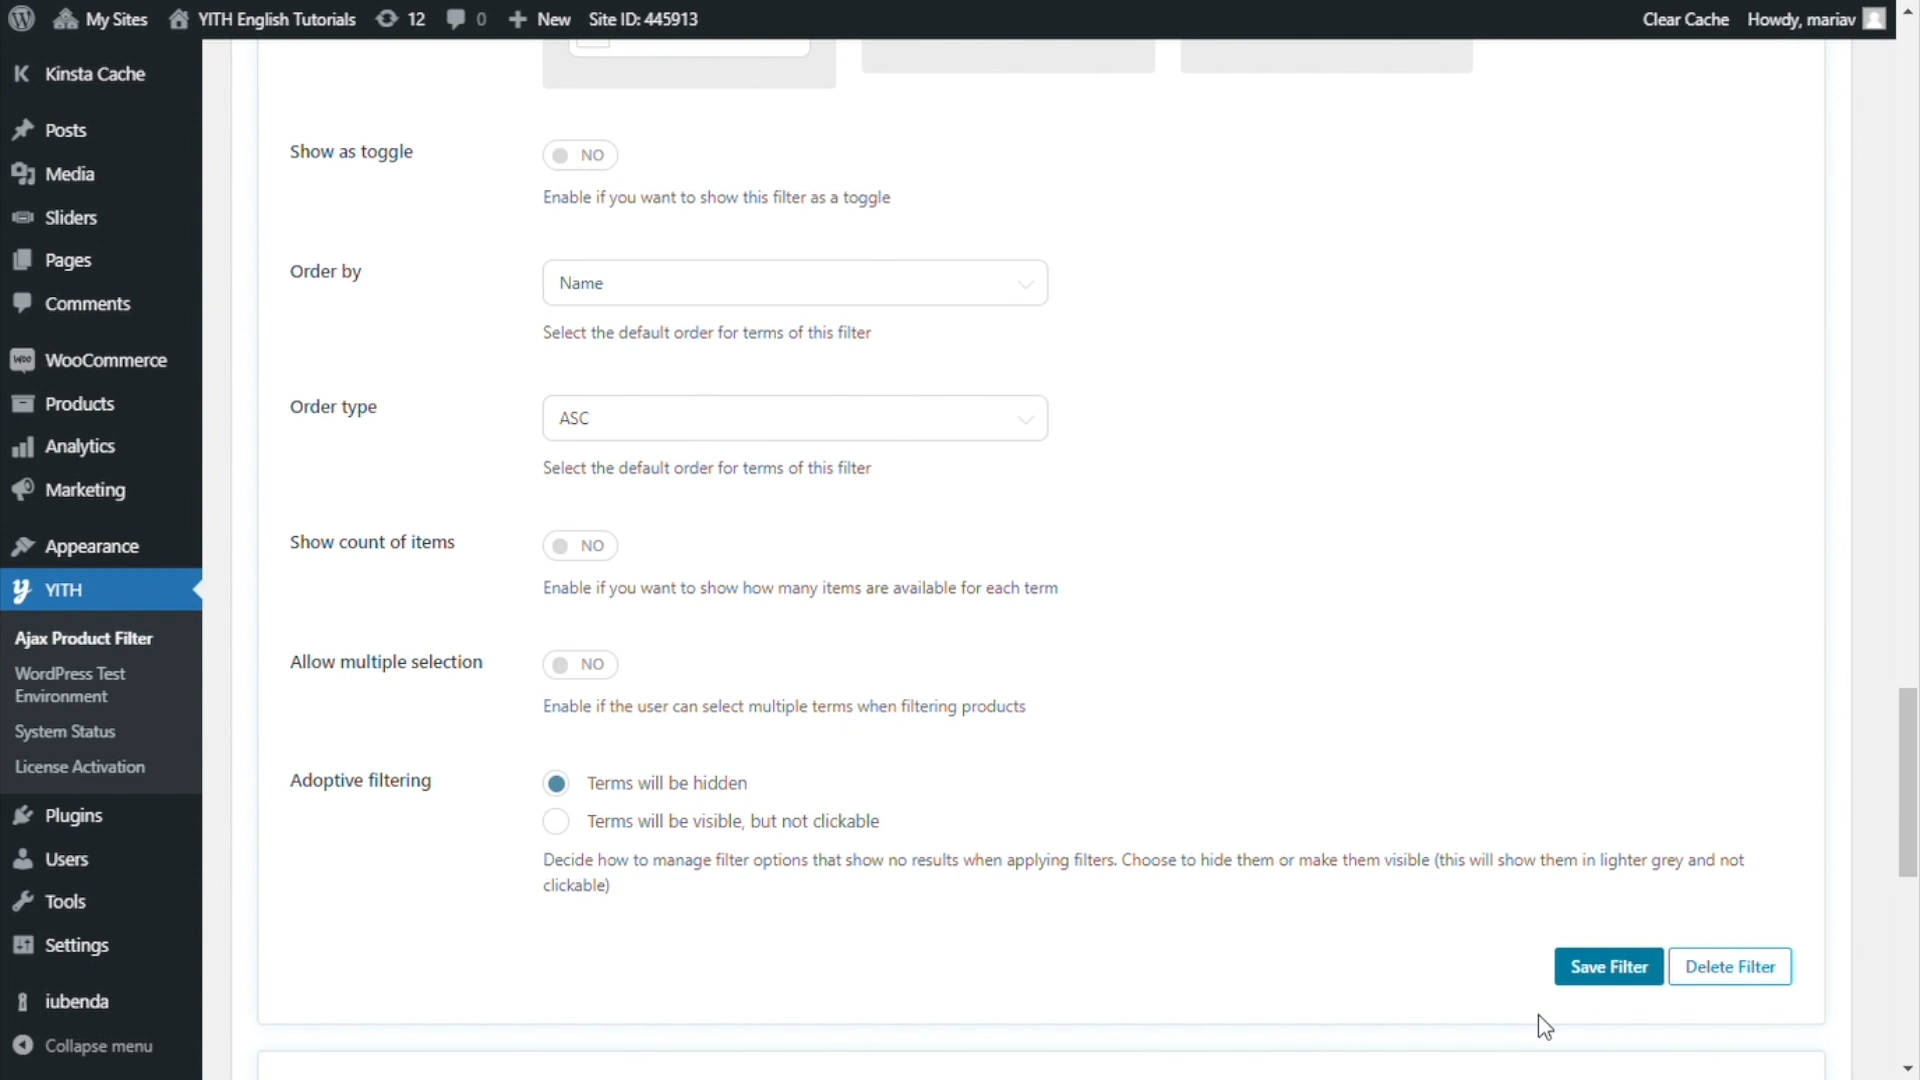 My Sites YITH English Tutorials 12 0 New Site ID: 445913 Clear Cache Howdy, mariav
Kinsta Cache
Posts
Media
Sliders
Pages
Comments
WooCommerce
Products
Analytics
Marketing
Appearance
YITH
Ajax Product Filter
WordPress Test
Environment
System Status
License Activation
Plugins
Users
Tools
Settings
iubenda
Collapse menu
Show as toggle
NO
Enable if you want to show this filter as a toggle
Order by
Name
Select the default order for terms of this filter
Order type
ASC
Select the default order for terms of this filter
Show count of items
NO
Enable if you want to show how many items are available for each term
Allow multiple selection
NO
Enable if the user can select multiple terms when filtering products
Adoptive filtering
Terms will be hidden
Terms will be visible, but not clickable
Decide how to manage filter options that show no results when applying filters. Choose to hide them or make them visible (this will show them in lighter grey and not
clickable)
Save Filter Delete Filter